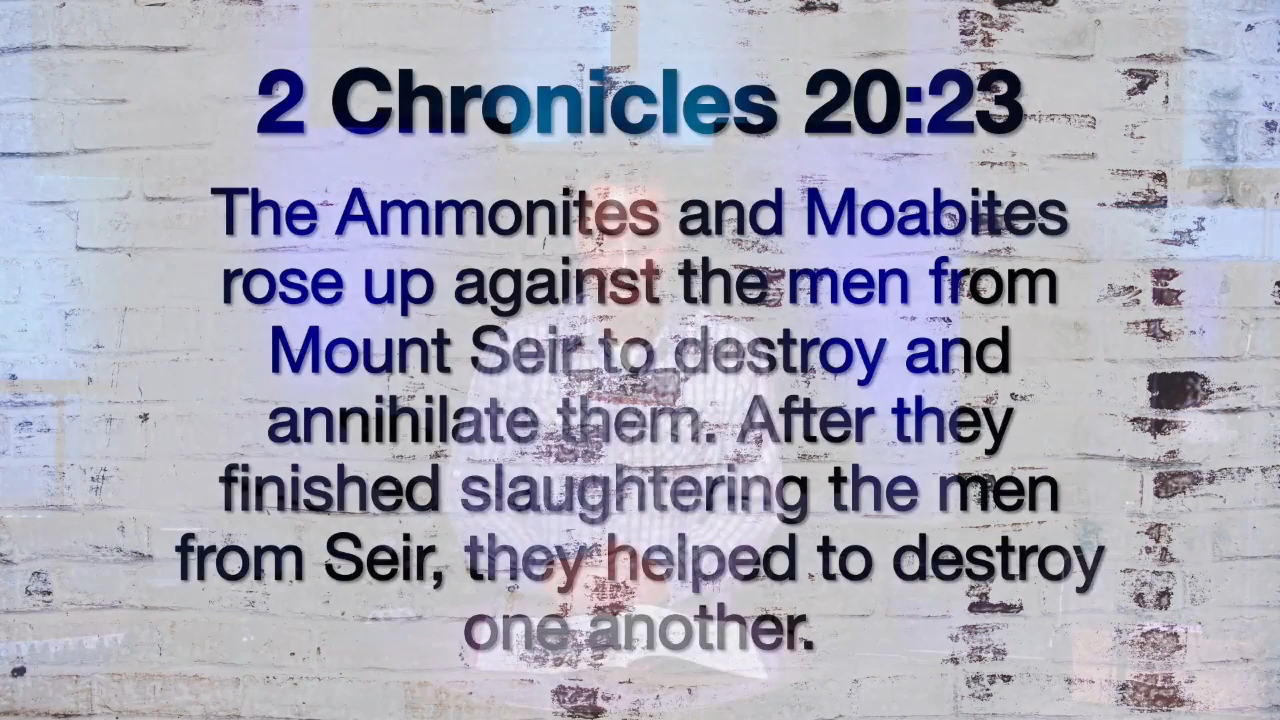 2 Chronicles 20:23
The Ammonites and Moabites
rose up against the men from
Mount Seir to destroy and
annihilate them. After they
finished slaughtering the men
from Seir, they helped to destroy
one another.